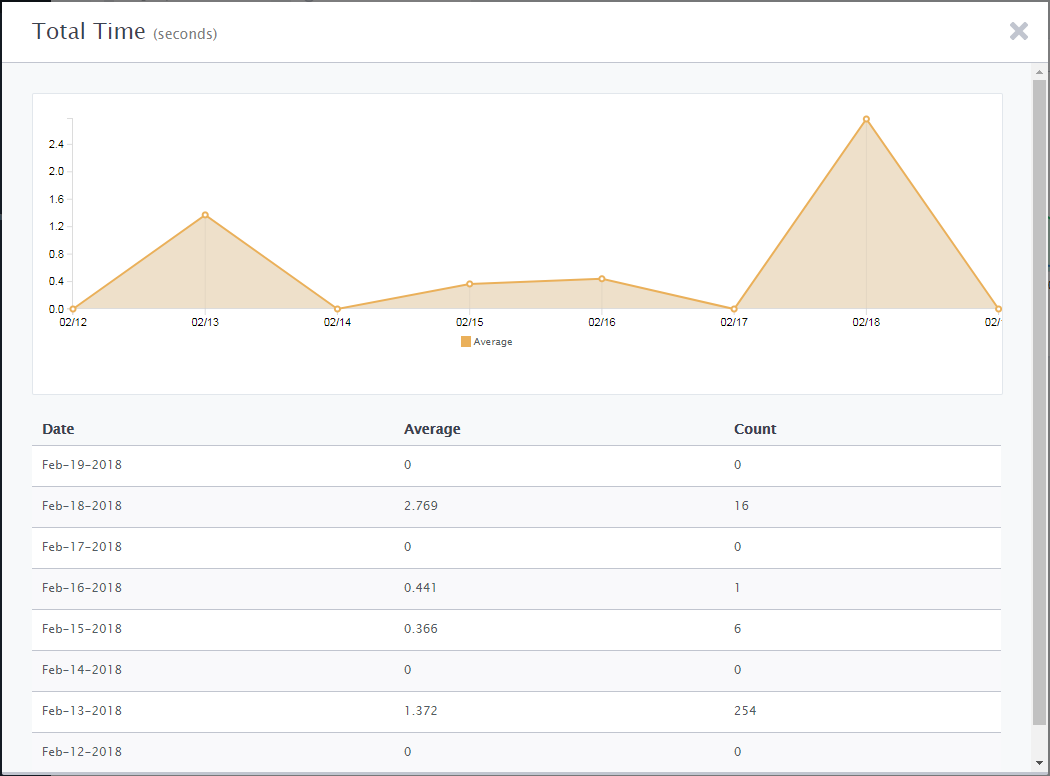 Total Time (seconds)
2.4
2.0
1.6
1.2
0.8
0.4
0.0
02/12 02/13 02/14 02/15 02/16 02/17 02/18 02/
Average
Date Average Count
Feb-19-2018 0 0
Feb-18-2018 2.769 16
Feb-17-2018 0 0
Feb-16-2018 0.441 1
Feb-15-2018 0.366 6
Feb-14-2018 0 0
Feb-13-2018 1.372 254
Feb-12-2018 0 0